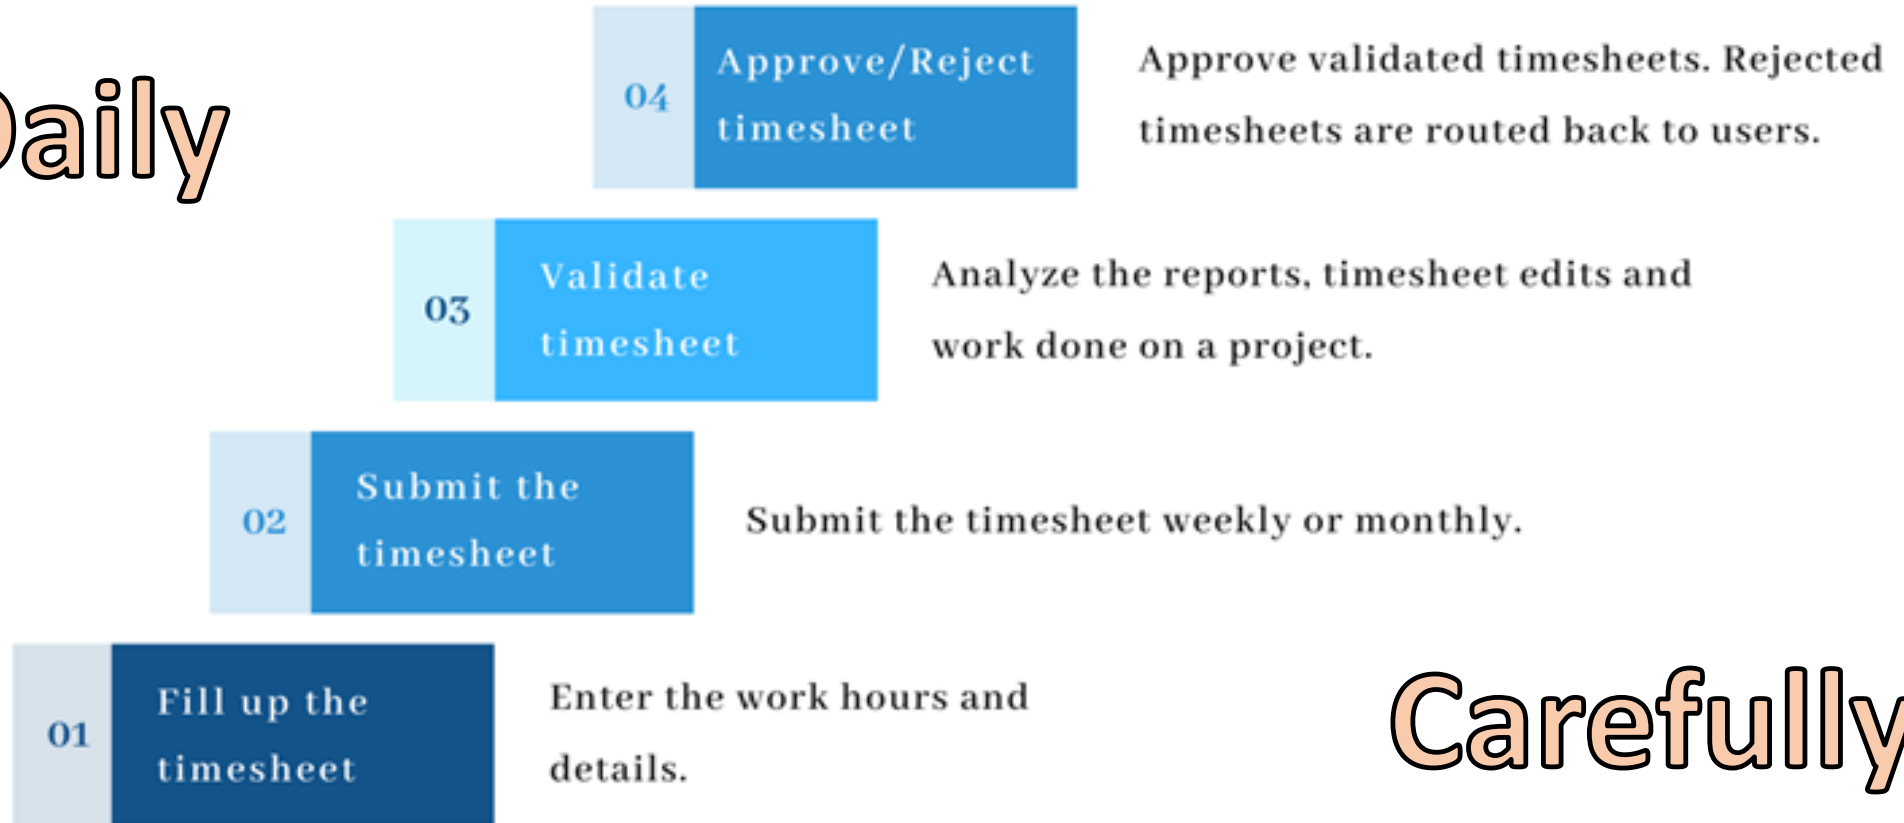 Daily
04
Approve/Reject
timesheet
Approve validated timesheets. Rejected
timesheets are routed back to users.
03
Validate
timesheet
Analyze the reports, timesheet edits and
work done on a project.
02
Submit the
timesheet
Submit the timesheet weekly or monthly.
01
Fill up the
timesheet
Enter the work hours and
details.
Carefully